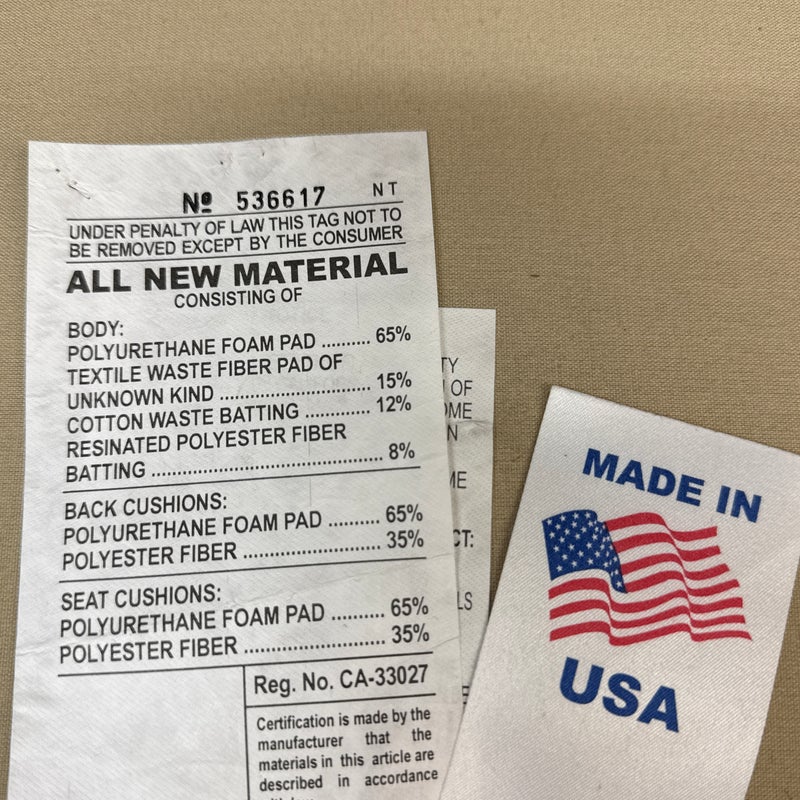 Nº 536617 NT
UNDER PENALTY OF LAW THIS TAG NOT TO
BE REMOVED EXCEPT BY THE CONSUMER
ALL NEW MATERIAL
CONSISTING OF
BODY:
POLYURETHANE FOAM PAD .......... 65%
TEXTILE WASTE FIBER PAD OF
UNKNOWN KIND ............................ 15%
COTTON WASTE BATTING ............ 12%
RESINATED POLYESTER FIBER
BATTING .......................................... 8%
BACK CUSHIONS:
POLYURETHANE FOAM PAD .......... 65%
POLYESTER FIBER ......................... 35%
SEAT CUSHIONS:
POLYURETHANE FOAM PAD .......... 65%
POLYESTER FIBER ......................... 35%
Reg. No. CA-33027
Certification is made by the
manufacturer that the
materials in this article are
described in accordance
OF
MADE IN
USA